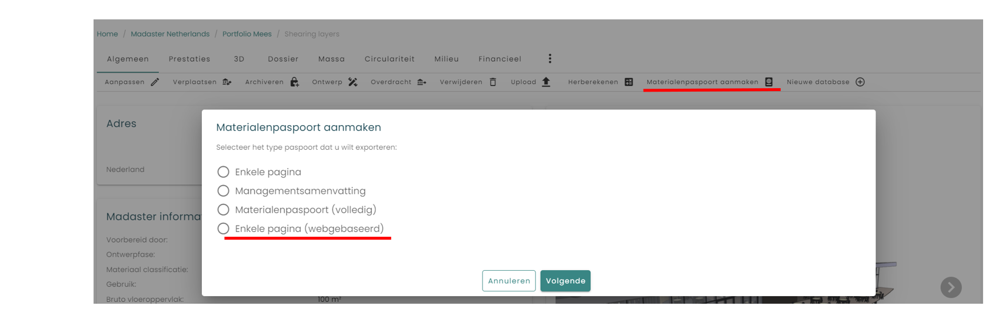 Home / Madaster Netherlands / Portfolio Mees / Shearing layers
Algemeen Prestaties 3D Dossier Massa Circulariteit Milieu Financieel
Aanpassen Verplaatsen Archiveren Ontwerp Overdracht Verwijderen Upload Herberekenen Materialenpaspoort aanmaken Nieuwe database
Adres
Nederland
Materialenpaspoort aanmaken
Selecteer het type paspoort dat u wilt exporteren:
Enkele pagina
Managementsamenvatting
Materialenpaspoort (volledig)
Enkele pagina (webgebaseerd)
Annuleren Volgende
Madaster informa
Voorbereid door:
Ontwerpfase:
Materiaal classificatie:
Gebruik:
Bruto vloeroppervlak: 100 m²